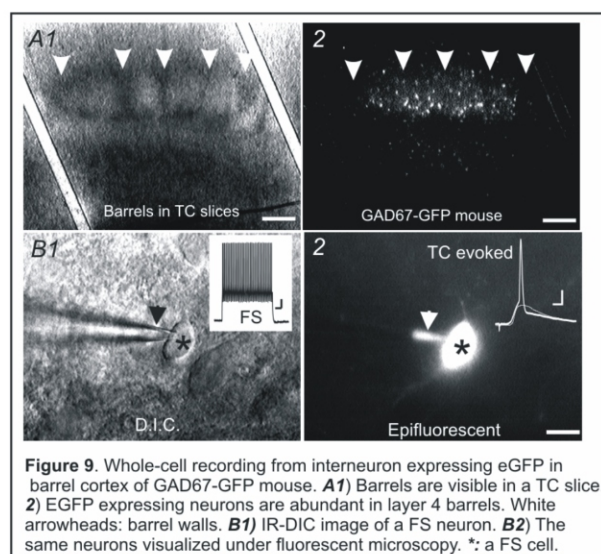 A1
2
Barrels in TC slices
GAD67-GFP mouse
B1
2
TC evoked
FS
*
*
D.I.C.
Epifluorescent
Figure 9. Whole-cell recording from interneuron expressing eGFP in
barrel cortex of GAD67-GFP mouse. A1) Barrels are visible in a TC slice
2) EGFP expressing neurons are abundant in layer 4 barrels. White
arrowheads: barrel walls. B1) IR-DIC image of a FS neuron. B2) The
same neurons visualized under fluorescent microscopy. *: a FS cell.